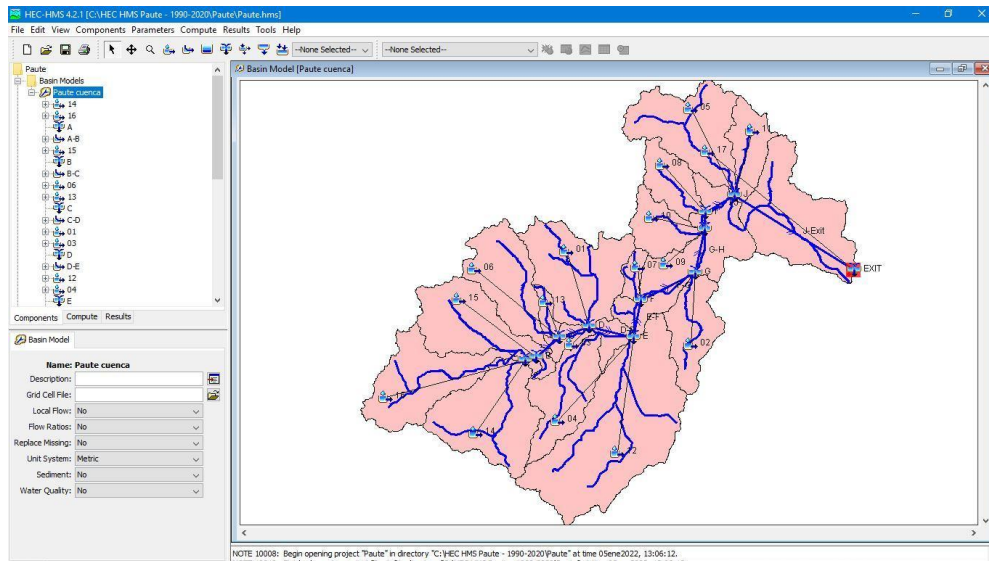 HEC-HMS 4.2.1 [C:\HEC HMS Paute - 1990-2020\Paute\Paute.hms]
File Edit View Components Parameters Compute Results Tools Help
--None Selected-- --None Selected--
Paute
Basin Models
Paute cuenca
14
16
A
A-B
15
B
B-C
06
13
C
C-D
01
03
D
D-E
12
04
E
Components Compute Results
Basin Model
Name: Paute cuenca
Description:
Grid Cell File:
Local Flow: No
Flow Ratios: No
Replace Missing: No
Unit System: Metric
Sediment: No
Water Quality: No
Basin Model [Paute cuenca]
05
11
17
08
J
10
J-Exit
01
G-H
06
07
09
G
EXIT
15
13
F
E-F
D
E
02
03
B
16
04
14
12
NOTE 10008: Begin opening project "Paute" in directory "C:\HEC HMS Paute - 1990-2020\Paute" at time 05Ene2022, 13:06:12.